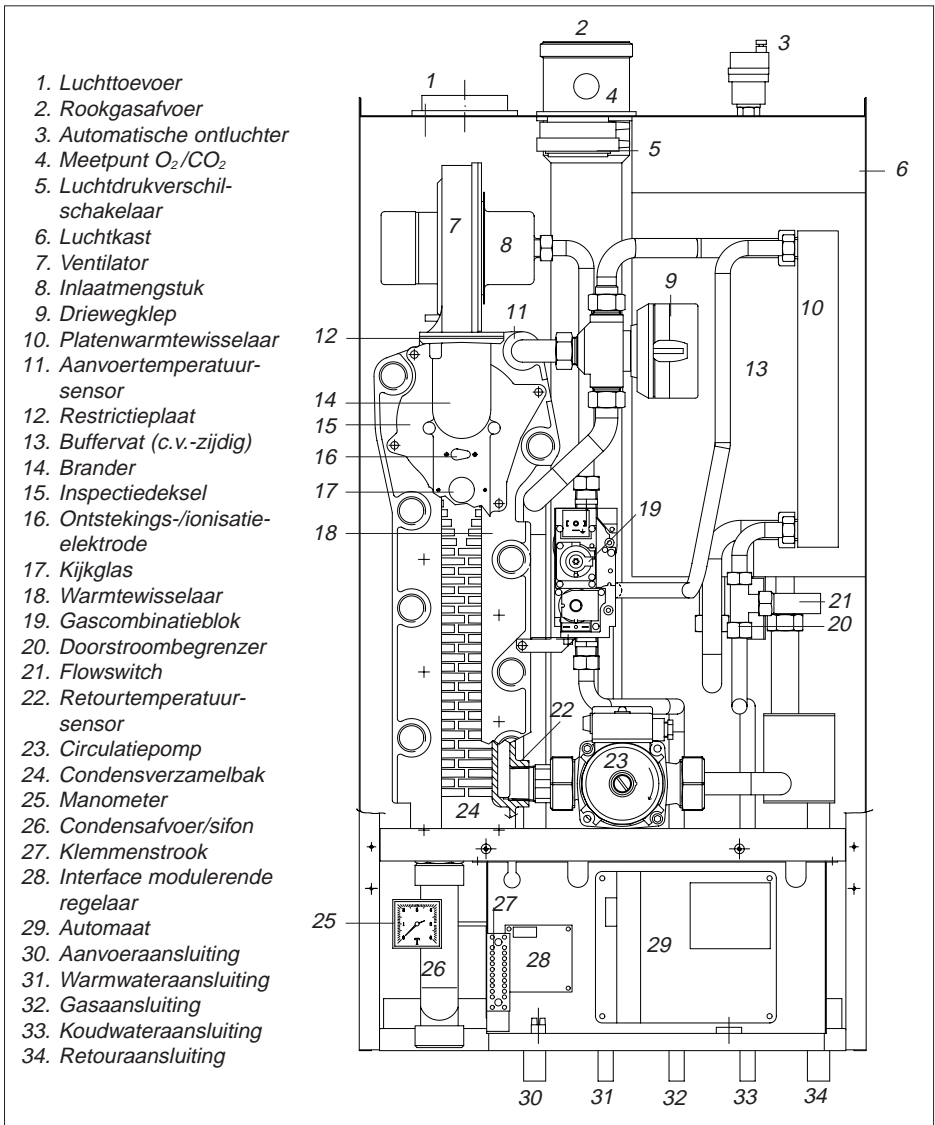 1. Luchttoevoer
2. Rookgasafvoer
3. Automatische ontluchter
4. Meetpunt O₂/CO₂
5. Luchtdrukverschil-
schakelaar
6. Luchtkast
7. Ventilator
8. Inlaatmengstuk
9. Driewegklep
10. Platenwarmtewisselaar
11. Aanvoertemperatuur-
sensor
12. Restrictieplaat
13. Buffervat (c.v.-zijdig)
14. Brander
15. Inspectiedeksel
16. Ontstekings-/ionisatie-
elektrode
17. Kijkglas
18. Warmtewisselaar
19. Gascombinatieblok
20. Doorstroombegrenzer
21. Flowswitch
22. Retourtemperatuur-
sensor
23. Circulatiepomp
24. Condensverzamelbak
25. Manometer
26. Condensafvoer/sifon
27. Klemmenstrook
28. Interface modulerende
regelaar
29. Automaat
30. Aanvoeraansluiting
31. Warmwateraansluiting
32. Gasaansluiting
33. Koudwateraansluiting
34. Retouraansluiting
2
3
1
4
5
6
7
8
9
10
11
12
13
14
15
16
17
18
19
21
20
22
23
24
25
26
27
28
29
30
31
32
33
34